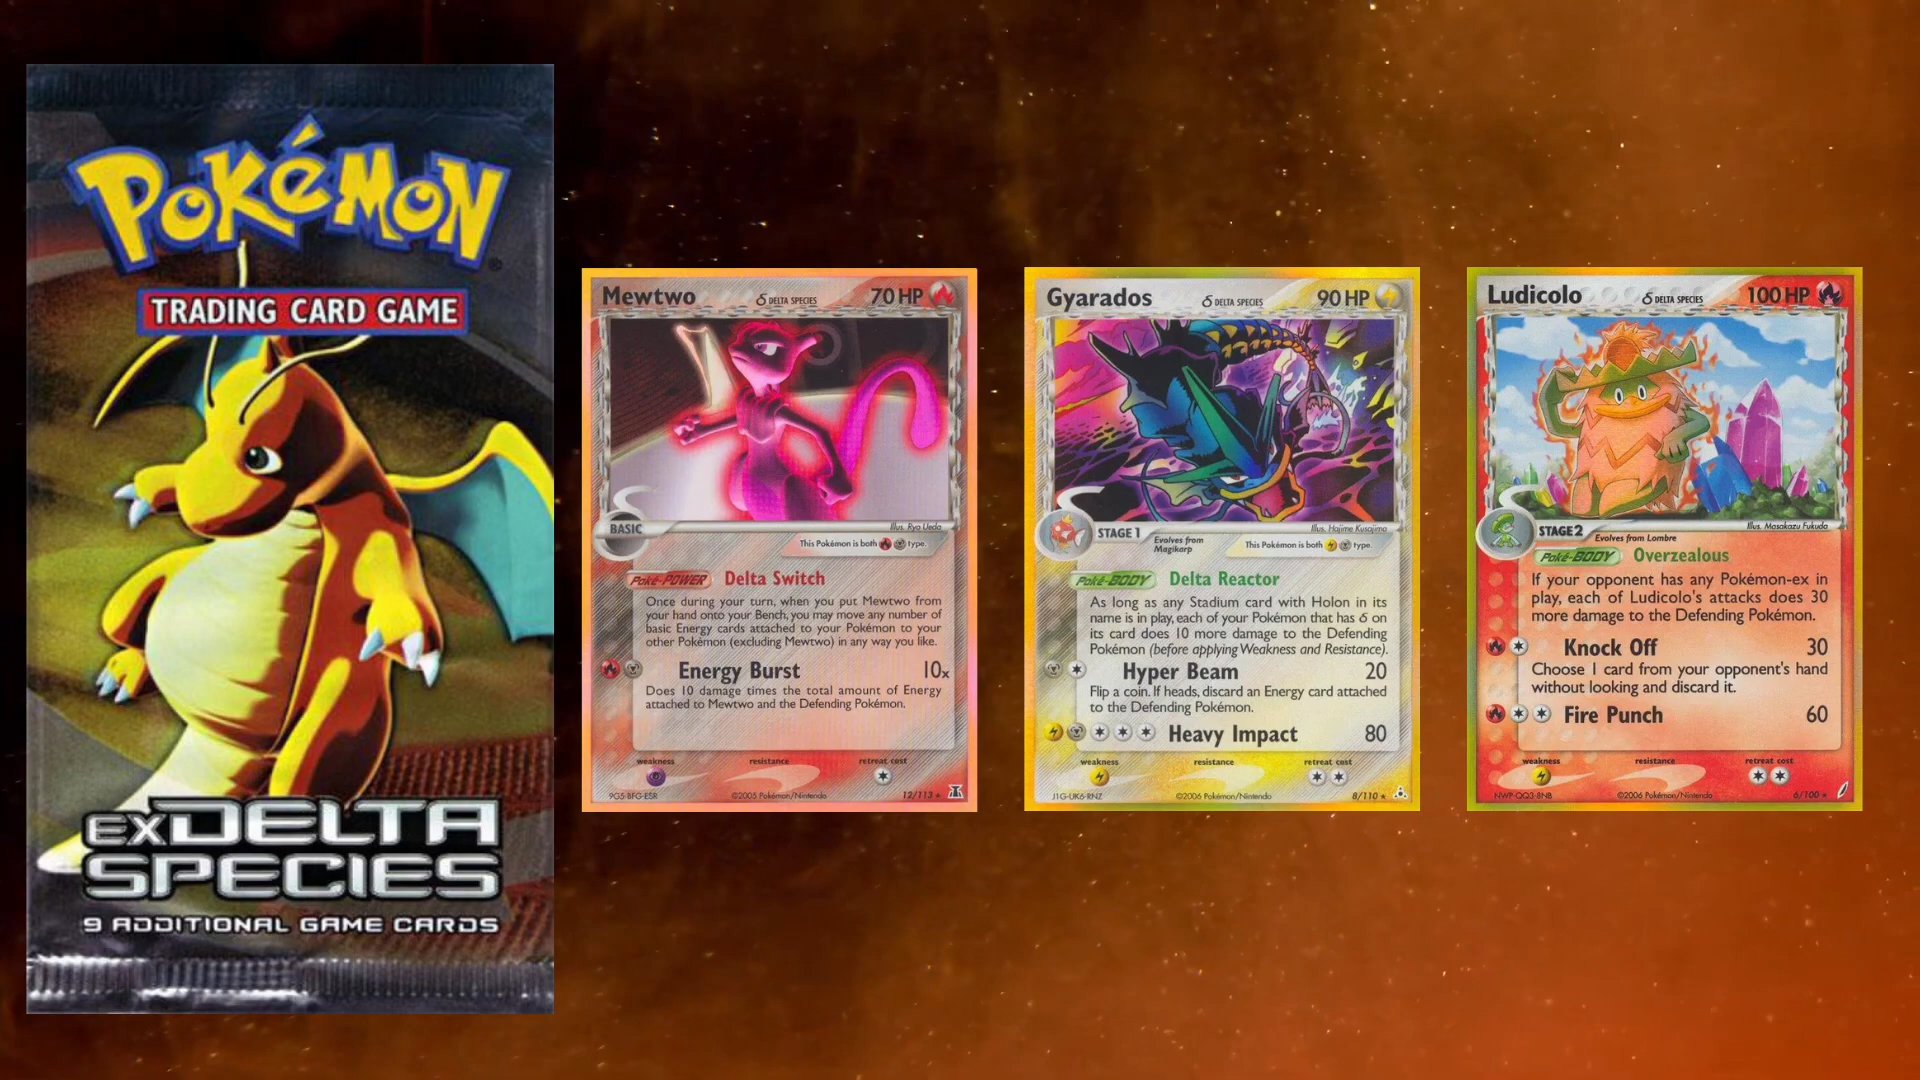 POKéMON
TRADING CARD GAME
EX DELTA
SPECIES
9 ADDITIONAL GAME CARDS
Mewtwo δ DELTA SPECIES 70 HP
BASIC
Illus. Ryo Ueda
This Pokémon is both type.
Poké-POWER Delta Switch
Once during your turn, when you put Mewtwo from
your hand onto your Bench, you may move any number of
basic Energy cards attached to your Pokémon to your
other Pokémon (excluding Mewtwo) in any way you like.
Energy Burst 10x
Does 10 damage times the total amount of Energy
attached to Mewtwo and the Defending Pokémon.
weakness resistance retreat cost
9G5-BFG-ESR ©2005 Pokémon/Nintendo 12/113 ★
Gyarados δ DELTA SPECIES 90 HP
STAGE 1
Illus. Hajime Kusajima
Evolves from
Magikarp
This Pokémon is both type.
Poké-BODY Delta Reactor
As long as any Stadium card with Holon in its
name is in play, each of your Pokémon that has δ on
its card does 10 more damage to the Defending
Pokémon (before applying Weakness and Resistance).
Hyper Beam 20
Flip a coin. If heads, discard an Energy card attached
to the Defending Pokémon.
Heavy Impact 80
weakness resistance retreat cost
J1G-UK6-RNZ ©2006 Pokémon/Nintendo 8/110 ★
Ludicolo δ DELTA SPECIES 100 HP
STAGE 2 Evolves from Lombre
Illus. Masakazu Fukuda
Poké-BODY Overzealous
If your opponent has any Pokémon-ex in
play, each of Ludicolo's attacks does 30
more damage to the Defending Pokémon.
Knock Off 30
Choose 1 card from your opponent's hand
without looking and discard it.
Fire Punch 60
weakness resistance retreat cost
NWP-QQ3-8NB ©2006 Pokémon/Nintendo 6/100 ★